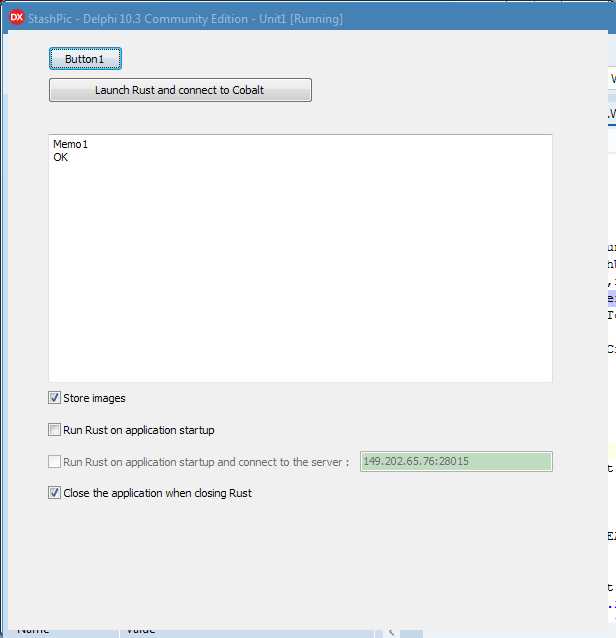 DX StashPic - Delphi 10.3 Community Edition - Unit1 [Running]
Button1
Launch Rust and connect to Cobalt
Memo1
OK
Store images
Run Rust on application startup
Run Rust on application startup and connect to the server :
149.202.65.76:28015
Close the application when closing Rust
Name Value